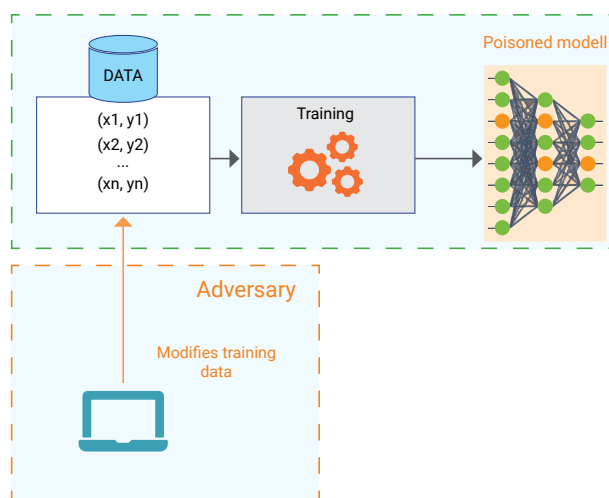 Poisoned modell
DATA
(x1, y1)
(x2, y2)
...
(xn, yn)
Training
Adversary
Modifies training
data